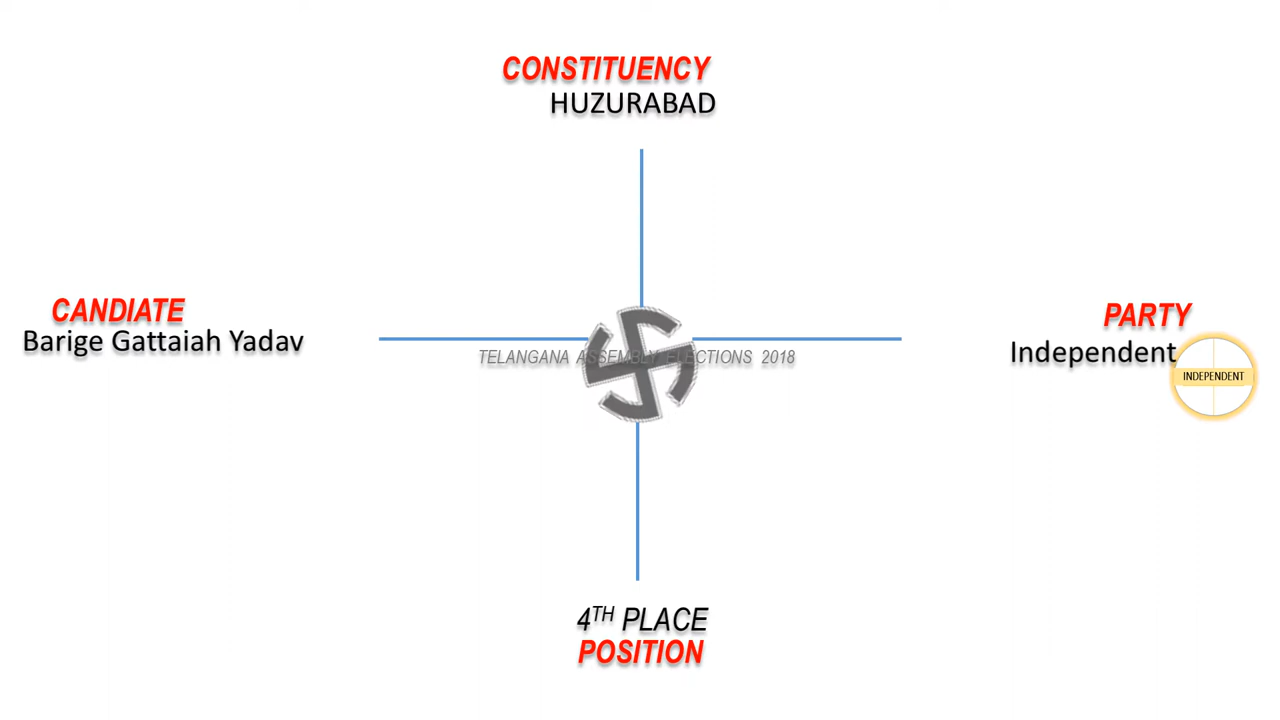 CONSTITUENCY
HUZURABAD
CANDIATE
Barige Gattaiah Yadav
PARTY
Independent
INDEPENDENT
TELANGANA ASSEMBLY ELECTIONS 2018
4TH PLACE
POSITION